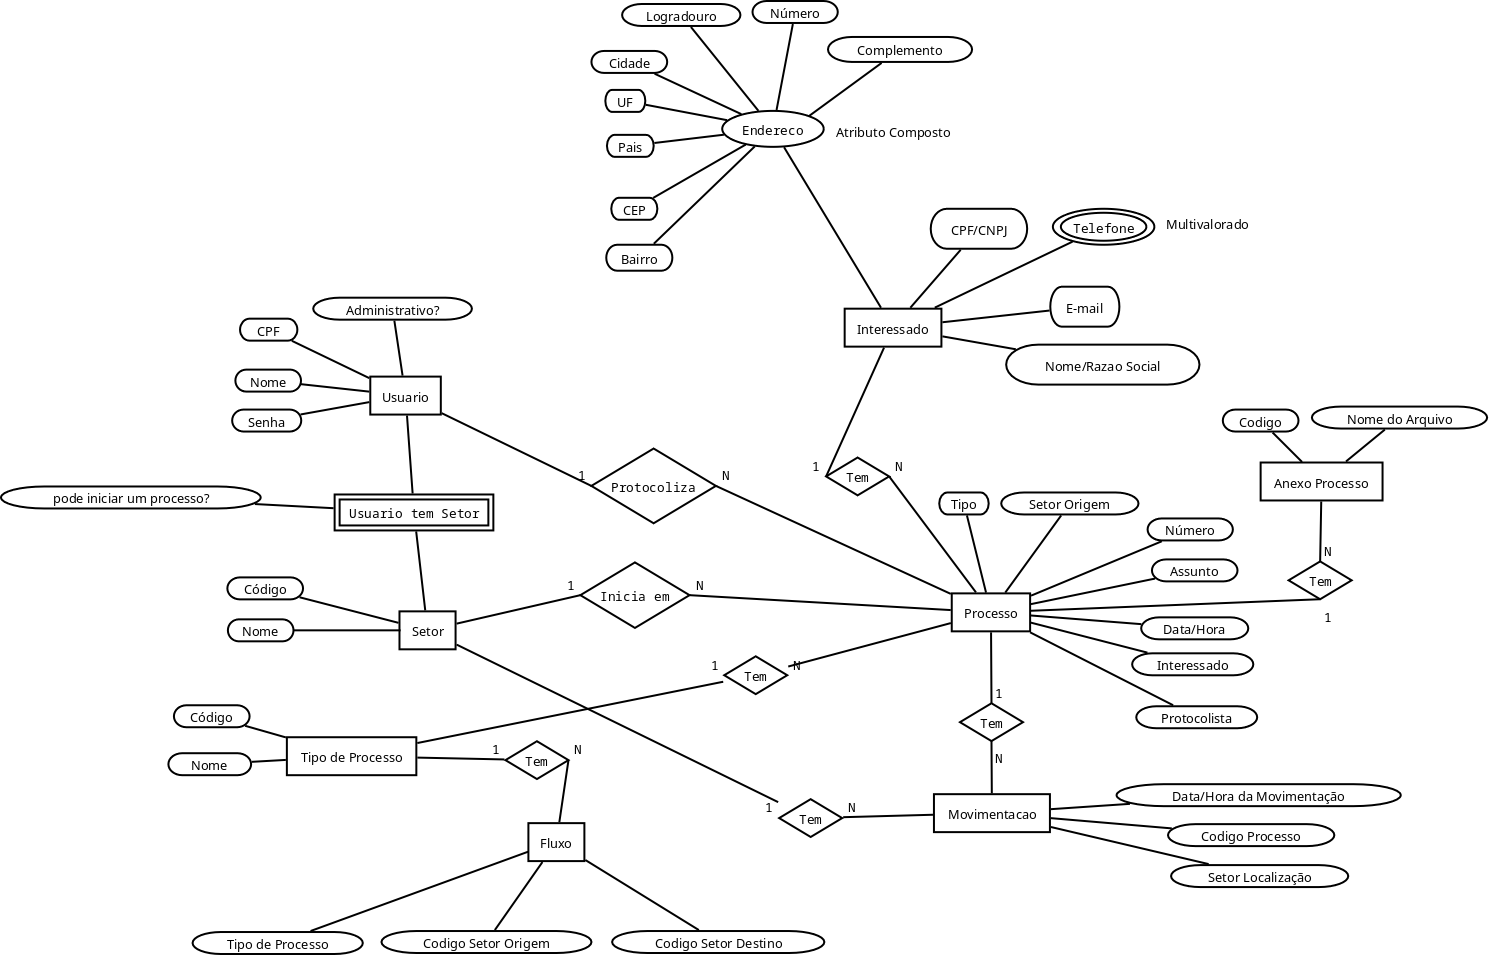 Logradouro
Número
Complemento
Cidade
UF
Endereco
Atributo Composto
Pais
CEP
Bairro
CPF/CNPJ
Telefone
Multivalorado
E-mail
Interessado
Nome/Razao Social
Administrativo?
CPF
Nome
Usuario
Senha
Codigo
Nome do Arquivo
Anexo Processo
1
N
Tem
1
Protocoliza
N
pode iniciar um processo?
Usuario tem Setor
Tipo
Setor Origem
Número
N
Assunto
Tem
1
Código
1
Inicia em
N
Nome
Setor
Processo
Data/Hora
Interessado
Protocolista
1
Tem
N
1
Tem
N
Código
Nome
Tipo de Processo
1
Tem
N
1
Tem
N
Movimentacao
Data/Hora da Movimentação
Codigo Processo
Setor Localização
Fluxo
Tipo de Processo
Codigo Setor Origem
Codigo Setor Destino